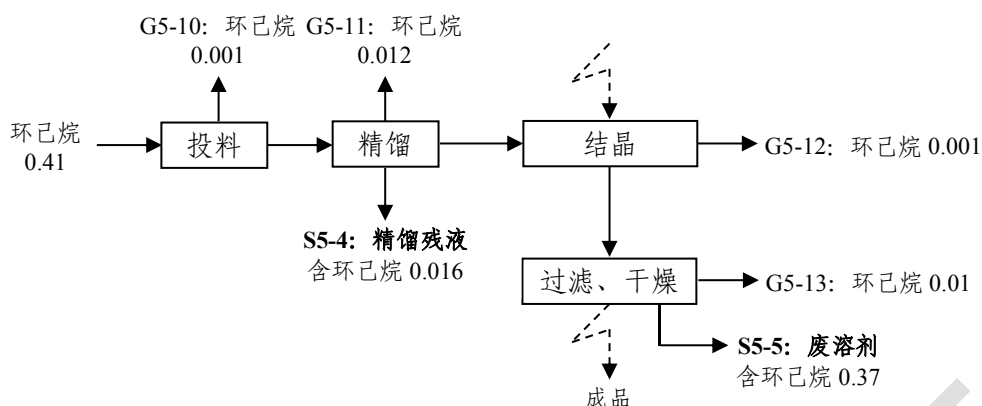 G5-10：环己烷 G5-11：环己烷
0.001 0.012
环己烷
0.41
投料
精馏
结晶
G5-12：环己烷 0.001
S5-4：精馏残液
含环己烷 0.016
过滤、干燥
G5-13：环己烷 0.01
S5-5：废溶剂
含环己烷 0.37
成品